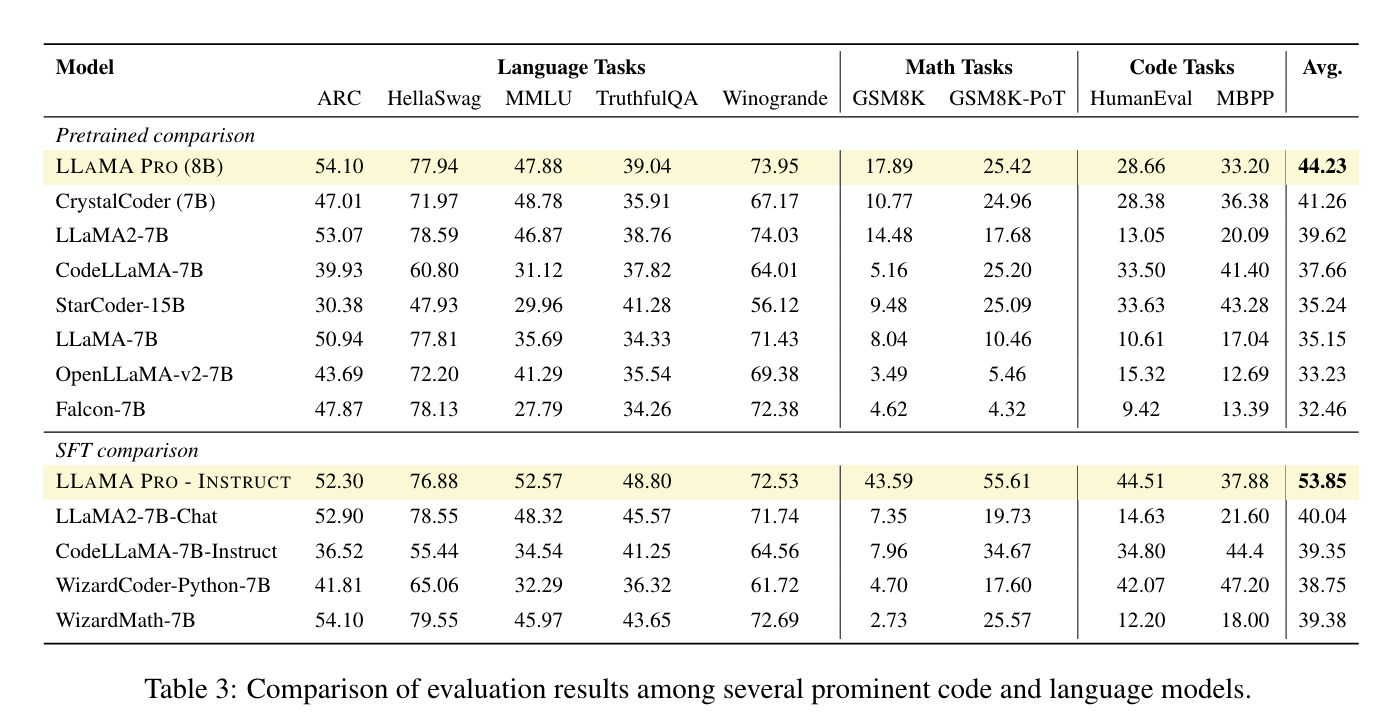 Model Language Tasks Math Tasks Code Tasks Avg.
ARC HellaSwag MMLU TruthfulQA Winogrande GSM8K GSM8K-PoT HumanEval MBPP
Pretrained comparison
LLAMA PRO (8B) 54.10 77.94 47.88 39.04 73.95 17.89 25.42 28.66 33.20 44.23
CrystalCoder (7B) 47.01 71.97 48.78 35.91 67.17 10.77 24.96 28.38 36.38 41.26
LLaMA2-7B 53.07 78.59 46.87 38.76 74.03 14.48 17.68 13.05 20.09 39.62
CodeLLaMA-7B 39.93 60.80 31.12 37.82 64.01 5.16 25.20 33.50 41.40 37.66
StarCoder-15B 30.38 47.93 29.96 41.28 56.12 9.48 25.09 33.63 43.28 35.24
LLaMA-7B 50.94 77.81 35.69 34.33 71.43 8.04 10.46 10.61 17.04 35.15
OpenLLaMA-v2-7B 43.69 72.20 41.29 35.54 69.38 3.49 5.46 15.32 12.69 33.23
Falcon-7B 47.87 78.13 27.79 34.26 72.38 4.62 4.32 9.42 13.39 32.46
SFT comparison
LLAMA PRO - INSTRUCT 52.30 76.88 52.57 48.80 72.53 43.59 55.61 44.51 37.88 53.85
LLaMA2-7B-Chat 52.90 78.55 48.32 45.57 71.74 7.35 19.73 14.63 21.60 40.04
CodeLLaMA-7B-Instruct 36.52 55.44 34.54 41.25 64.56 7.96 34.67 34.80 44.4 39.35
WizardCoder-Python-7B 41.81 65.06 32.29 36.32 61.72 4.70 17.60 42.07 47.20 38.75
WizardMath-7B 54.10 79.55 45.97 43.65 72.69 2.73 25.57 12.20 18.00 39.38
Table 3: Comparison of evaluation results among several prominent code and language models.